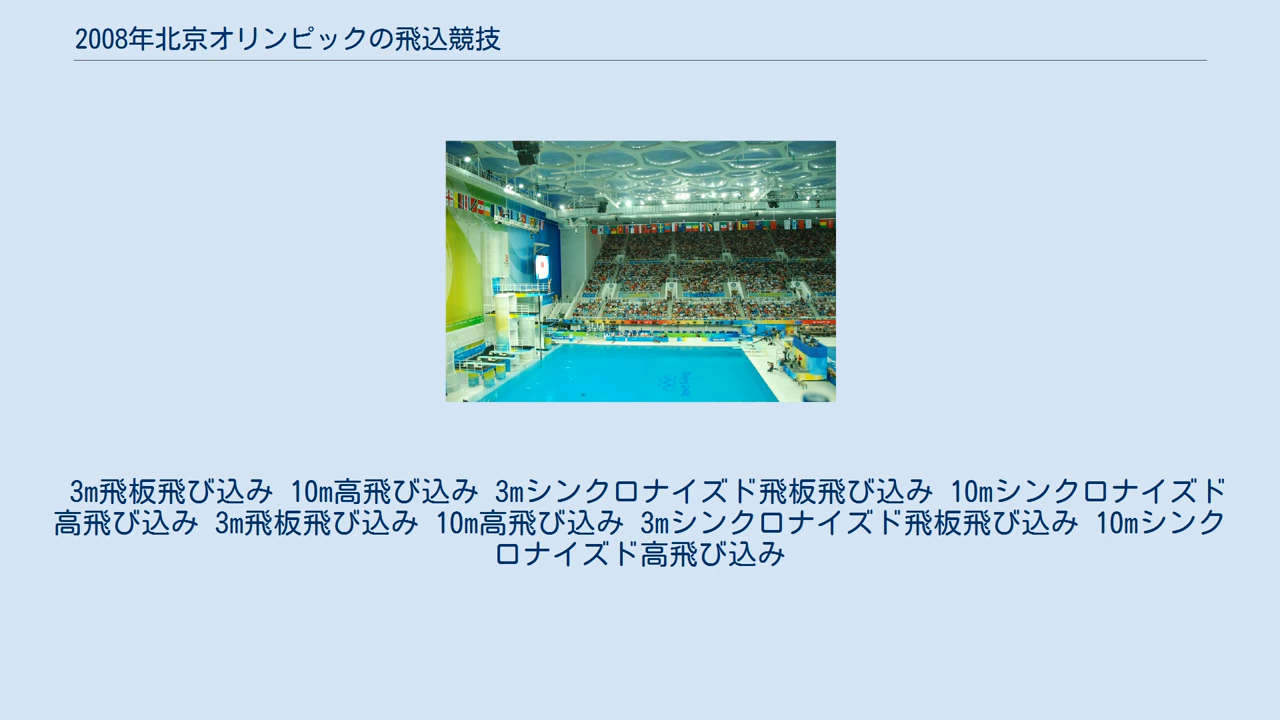 2008年北京オリンピックの飛込競技
3m飛板飛び込み 10m高飛び込み 3mシンクロナイズド飛板飛び込み 10mシンクロナイズド
高飛び込み 3m飛板飛び込み 10m高飛び込み 3mシンクロナイズド飛板飛び込み 10mシンク
ロナイズド高飛び込み